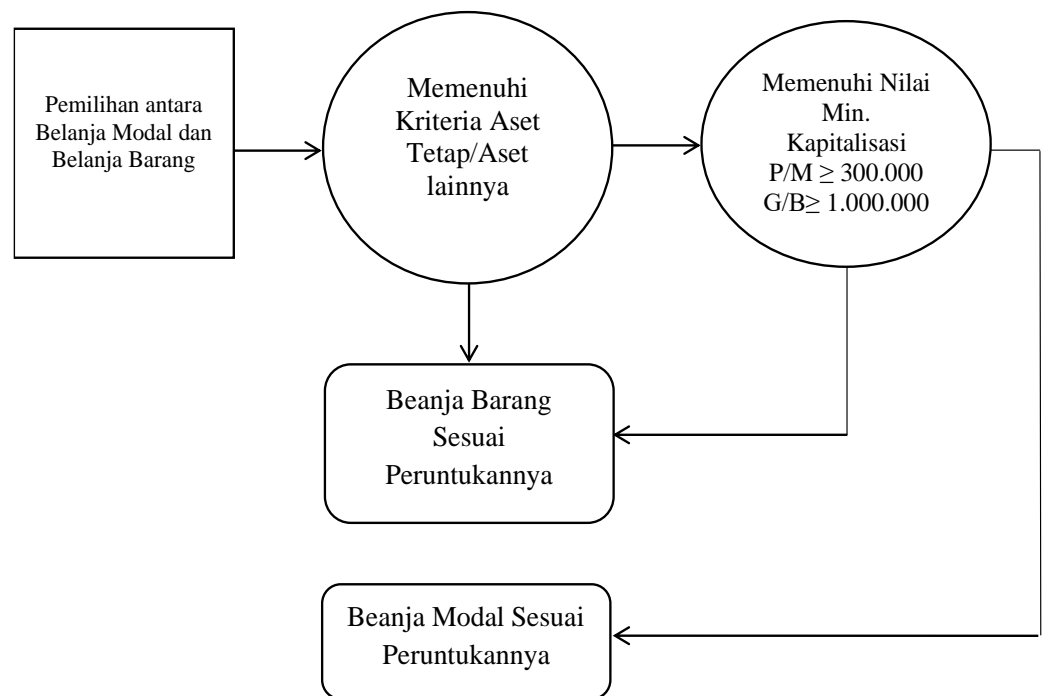 Pemilihan antara
Belanja Modal dan
Belanja Barang
Memenuhi
Kriteria Aset
Tetap/Aset
lainnya
Memenuhi Nilai
Min.
Kapitalisasi
P/M ≥ 300.000
G/B≥ 1.000.000
Beanja Barang
Sesuai
Peruntukannya
Beanja Modal Sesuai
Peruntukannya